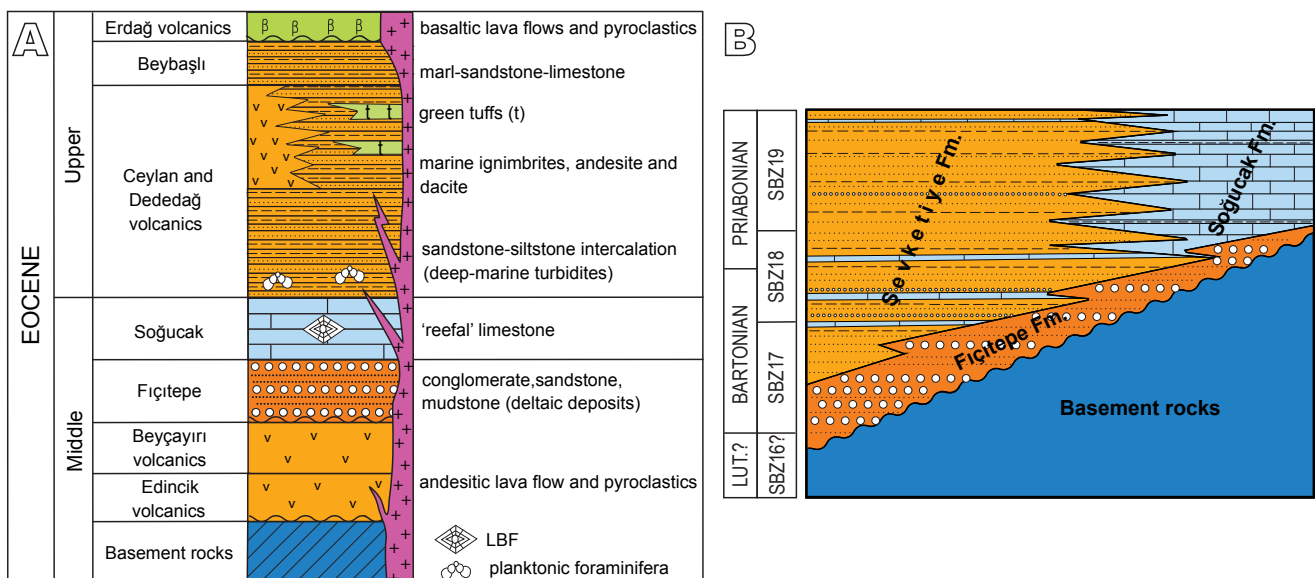 A
EOCENE
Upper
Middle
Erdağ volcanics
Beybaşlı
Ceylan and
Dededağ
volcanics
Soğucak
Fıçıtepe
Beyçayırı
volcanics
Edincik
volcanics
Basement rocks
β β β β
v v v v v v v v v v v
t t
t
v v v v v
v v v v v
basaltic lava flows and pyroclastics
marl-sandstone-limestone
green tuffs (t)
marine ignimbrites, andesite and
dacite
sandstone-siltstone intercalation
(deep-marine turbidites)
'reefal' limestone
conglomerate,sandstone,
mudstone (deltaic deposits)
andesitic lava flow and pyroclastics
LBF
planktonic foraminifera
B
PRIABONIAN
BARTONIAN
LUT.?
SBZ19
SBZ18
SBZ17
SBZ16?
Şevketiye Fm.
Soğucak Fm.
Fıçıtepe Fm.
Basement rocks